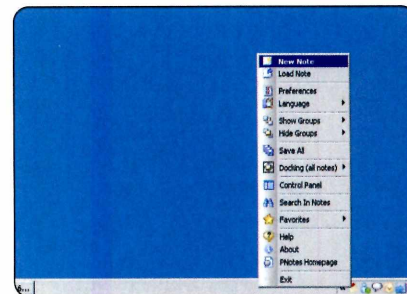 New Note
Load Note
Preferences
Language
Show Groups
Hide Groups
Save All
Docking (all notes)
Control Panel
Search In Notes
Favorites
Help
About
PNotes Homepage
Exit